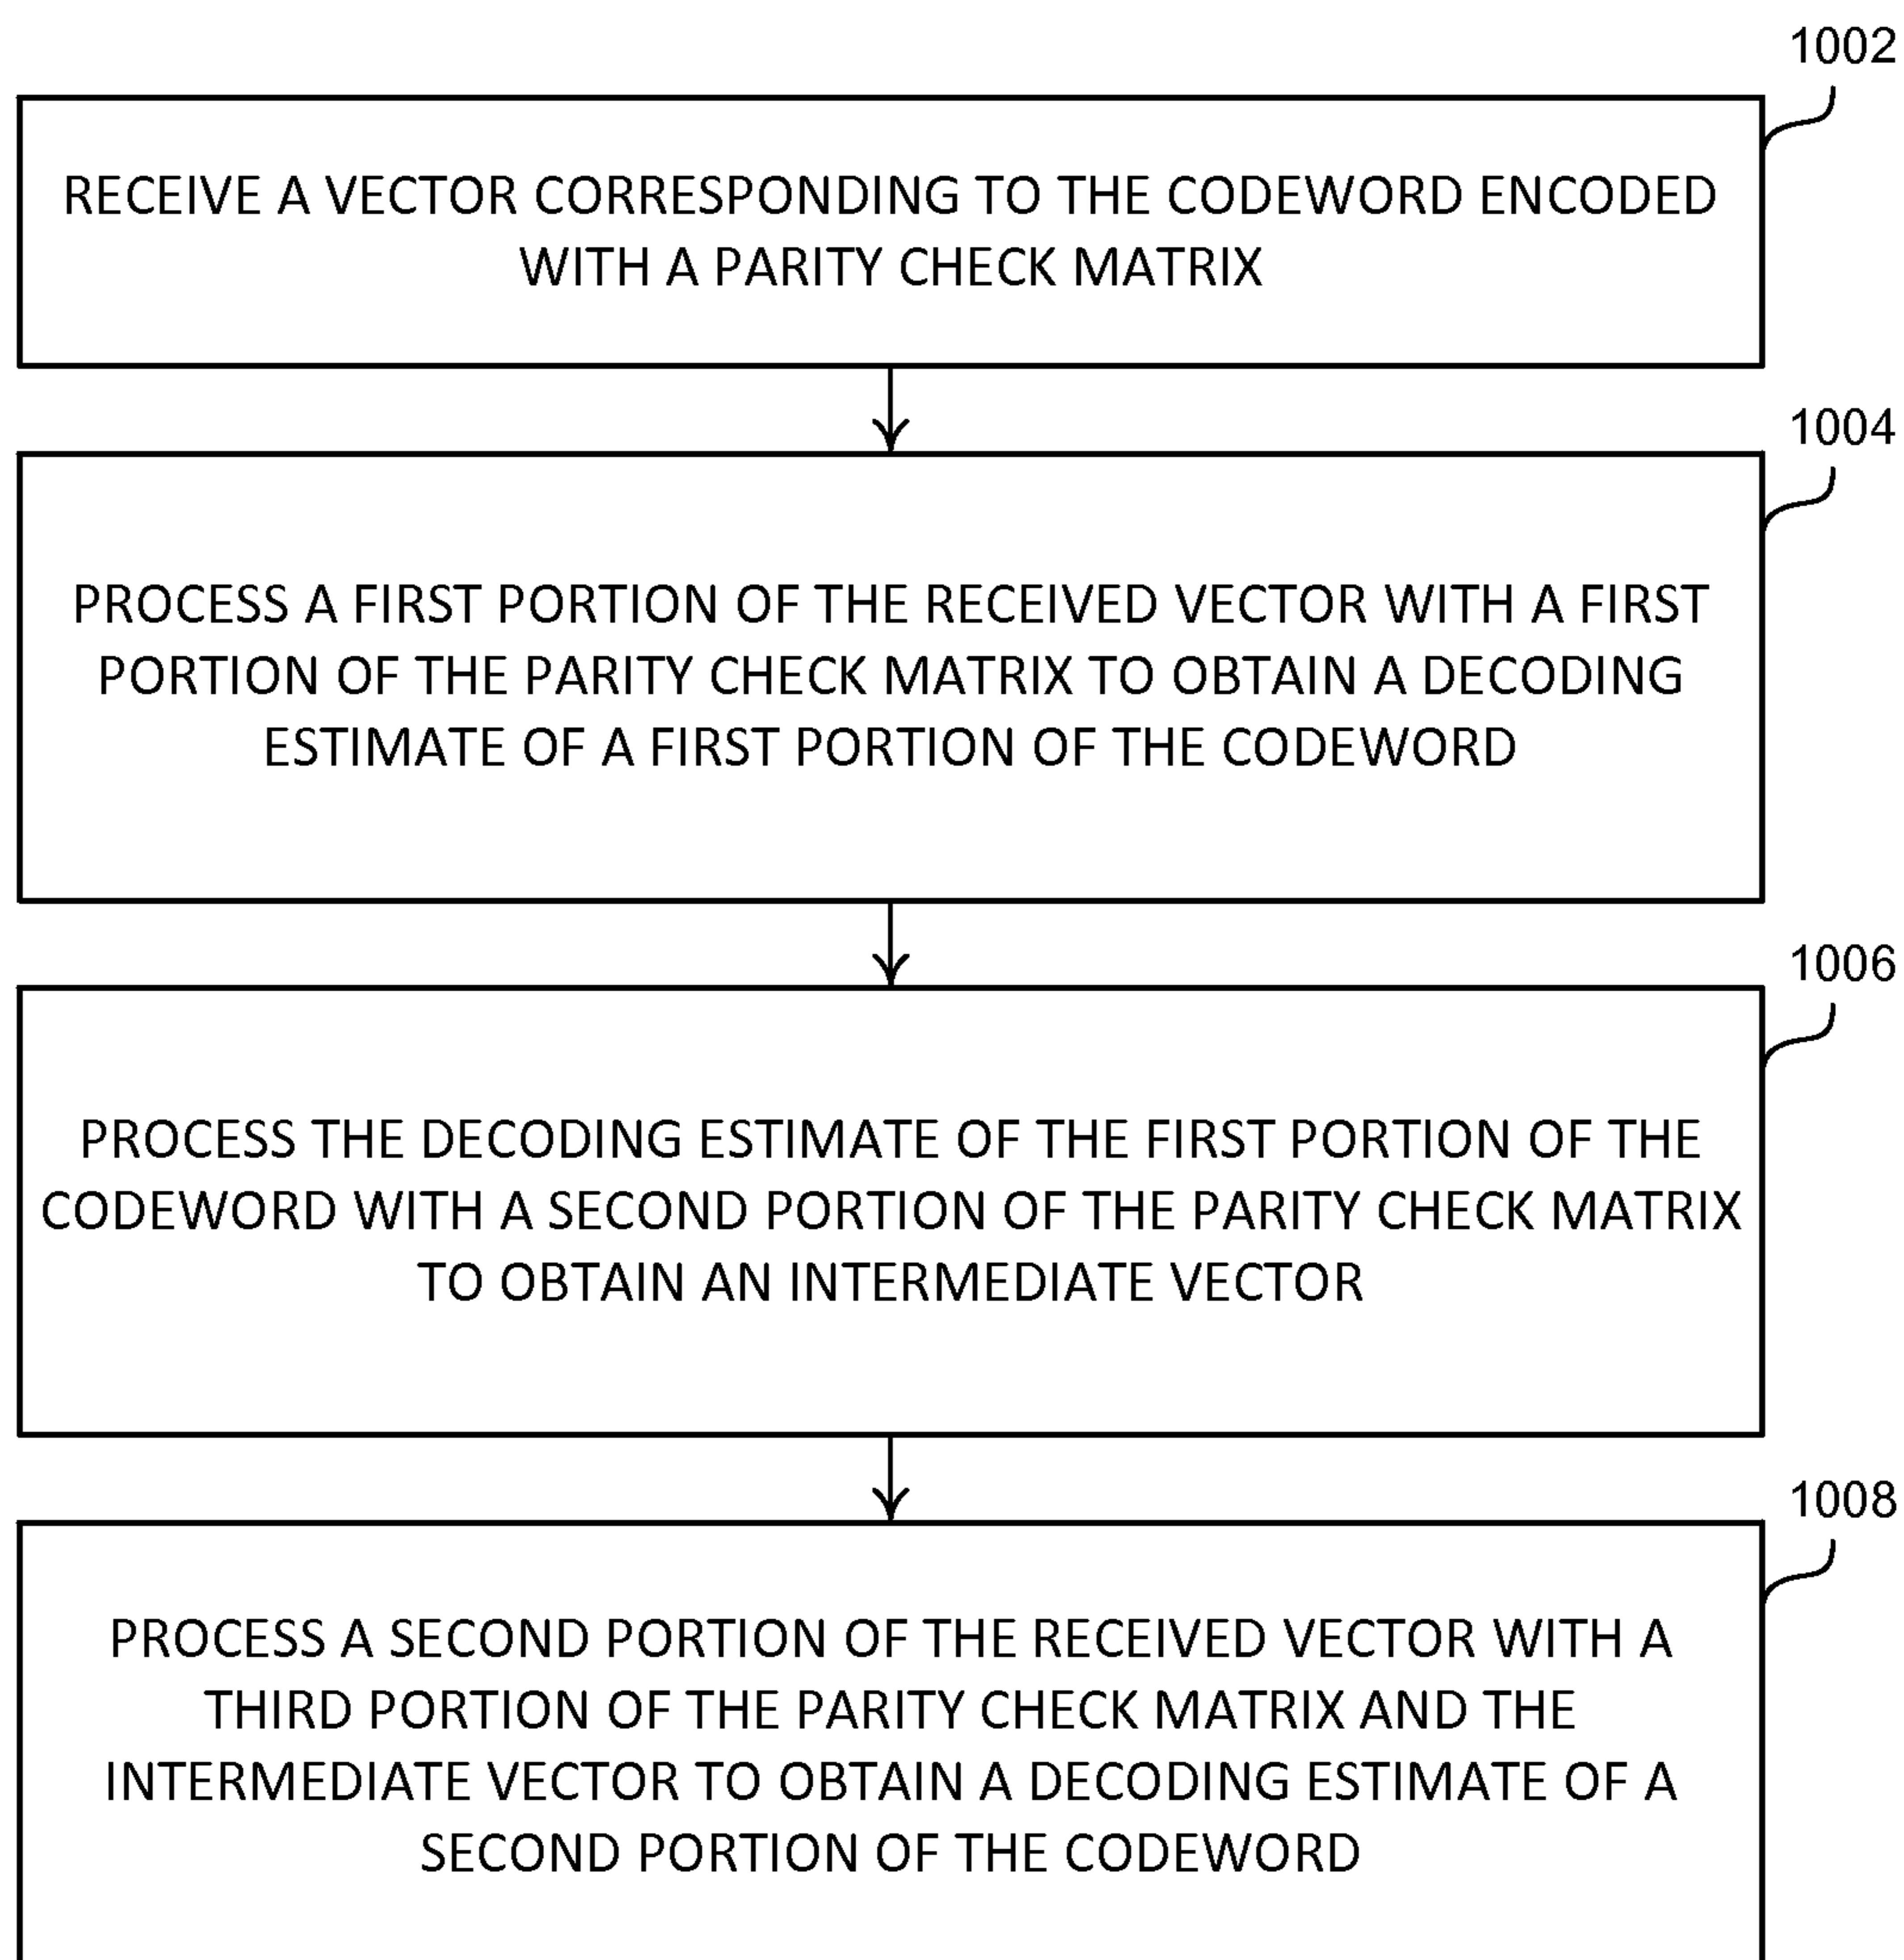 1002
RECEIVE A VECTOR CORRESPONDING TO THE CODEWORD ENCODED
WITH A PARITY CHECK MATRIX
1004
PROCESS A FIRST PORTION OF THE RECEIVED VECTOR WITH A FIRST
PORTION OF THE PARITY CHECK MATRIX TO OBTAIN A DECODING
ESTIMATE OF A FIRST PORTION OF THE CODEWORD
1006
PROCESS THE DECODING ESTIMATE OF THE FIRST PORTION OF THE
CODEWORD WITH A SECOND PORTION OF THE PARITY CHECK MATRIX
TO OBTAIN AN INTERMEDIATE VECTOR
1008
PROCESS A SECOND PORTION OF THE RECEIVED VECTOR WITH A
THIRD PORTION OF THE PARITY CHECK MATRIX AND THE
INTERMEDIATE VECTOR TO OBTAIN A DECODING ESTIMATE OF A
SECOND PORTION OF THE CODEWORD